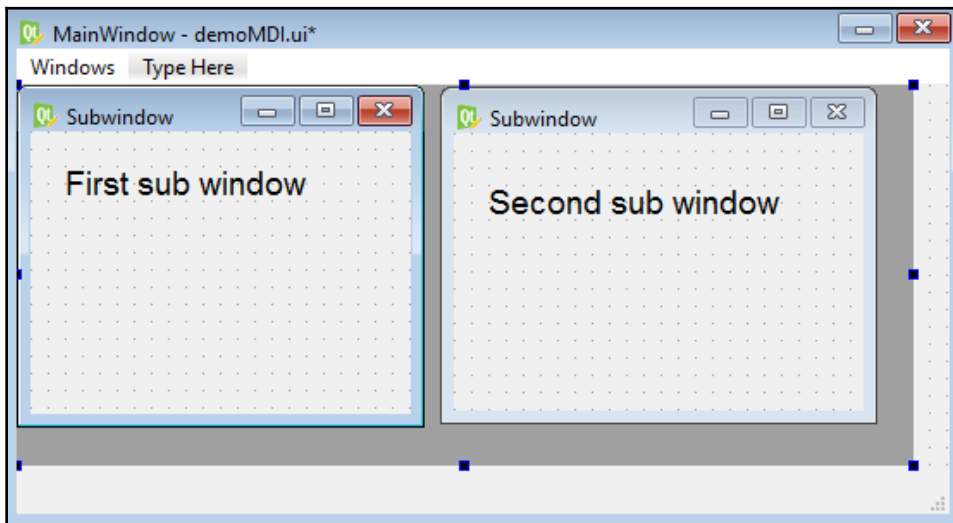 MainWindow - demoMDI.ui*
Windows Type Here
Subwindow
First sub window
Subwindow
Second sub window